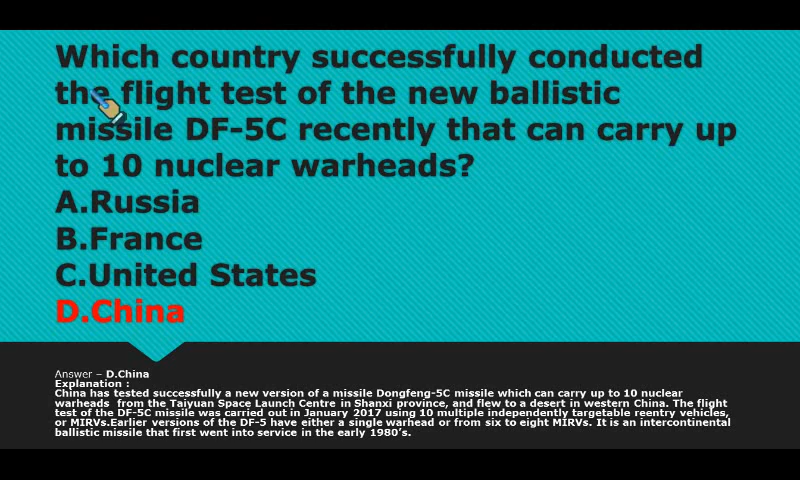 Which country successfully conducted
the flight test of the new ballistic
missile DF-5C recently that can carry up
to 10 nuclear warheads?
A.Russia
B.France
C.United States
D.China
Answer – D.China
Explanation :
China has tested successfully a new version of a missile Dongfeng-5C missile which can carry up to 10 nuclear
warheads from the Taiyuan Space Launch Centre in Shanxi province, and flew to a desert in western China. The flight
test of the DF-5C missile was carried out in January 2017 using 10 multiple independently targetable reentry vehicles,
or MIRVs.Earlier versions of the DF-5 have either a single warhead or from six to eight MIRVs. It is an intercontinental
ballistic missile that first went into service in the early 1980’s.